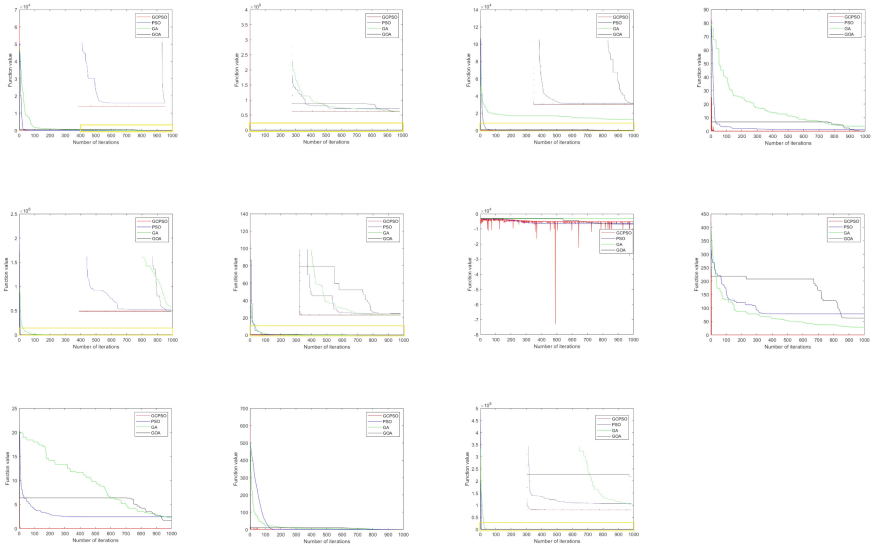 ×10⁴
7
6
5
4
3
2
1
0
Function value
0 100 200 300 400 500 600 700 800 900 1000
Number of iterations
GCPSO
PSO
GA
GOA
4
3.5
3
2.5
2
1.5
1
0.5
0
Function value
0 100 200 300 400 500 600 700 800 900 1000
Number of iterations
GCPSO
PSO
GA
GOA
×10⁴
14
12
10
8
6
4
2
0
Function value
0 100 200 300 400 500 600 700 800 900 1000
Number of iterations
GCPSO
PSO
GA
GOA
90
80
70
60
50
40
30
20
10
0
Function value
0 100 200 300 400 500 600 700 800 900 1000
Number of iterations
GCPSO
PSO
GA
GOA
2.5
2
1.5
1
0.5
0
Function value
0 100 200 300 400 500 600 700 800 900 1000
Number of iterations
GCPSO
PSO
GA
GOA
140
120
100
80
60
40
20
0
Function value
0 100 200 300 400 500 600 700 800 900 1000
Number of iterations
GCPSO
PSO
GA
GOA
×10⁴
0
-1
-2
-3
-4
-5
-6
-7
-8
Function value
0 100 200 300 400 500 600 700 800 900 1000
Number of iterations
GCPSO
PSO
GA
GOA
450
400
350
300
250
200
150
100
50
0
Function value
0 100 200 300 400 500 600 700 800 900 1000
Number of iterations
GCPSO
PSO
GA
GOA
25
20
15
10
5
0
Function value
0 100 200 300 400 500 600 700 800 900 1000
Number of iterations
GCPSO
PSO
GA
GOA
700
600
500
400
300
200
100
0
Function value
0 100 200 300 400 500 600 700 800 900 1000
Number of iterations
GCPSO
PSO
GA
GOA
5
4.5
4
3.5
3
2.5
2
1.5
1
0.5
0
Function value
0 100 200 300 400 500 600 700 800 900 1000
Number of iterations
GCPSO
PSO
GA
GOA